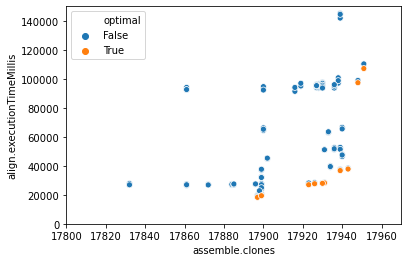 optimal
False
True
align.executionTimeMillis
140000
120000
100000
80000
60000
40000
20000
0
17800 17820 17840 17860 17880 17900 17920 17940 17960
assemble.clones